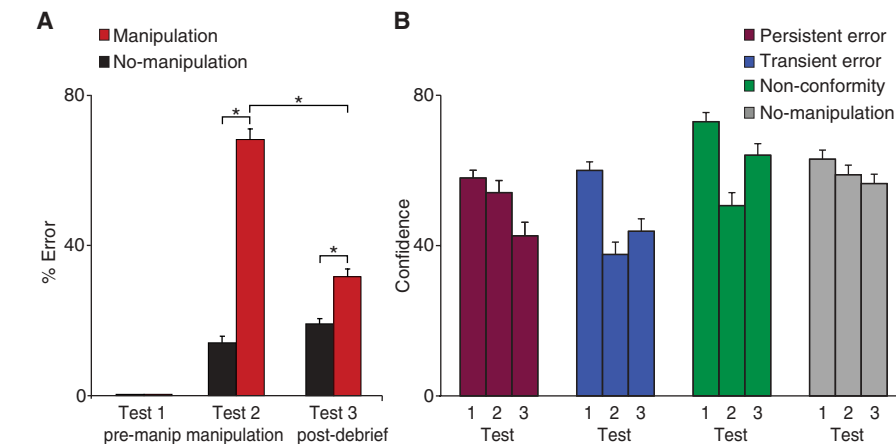 A
Manipulation
No-manipulation
80
40
0
% Error
*
*
*
Test 1
Test 2
Test 3
pre-manip manipulation post-debrief
B
Persistent error
Transient error
Non-conformity
No-manipulation
80
40
0
Confidence
1 2 3
1 2 3
1 2 3
1 2 3
Test
Test
Test
Test